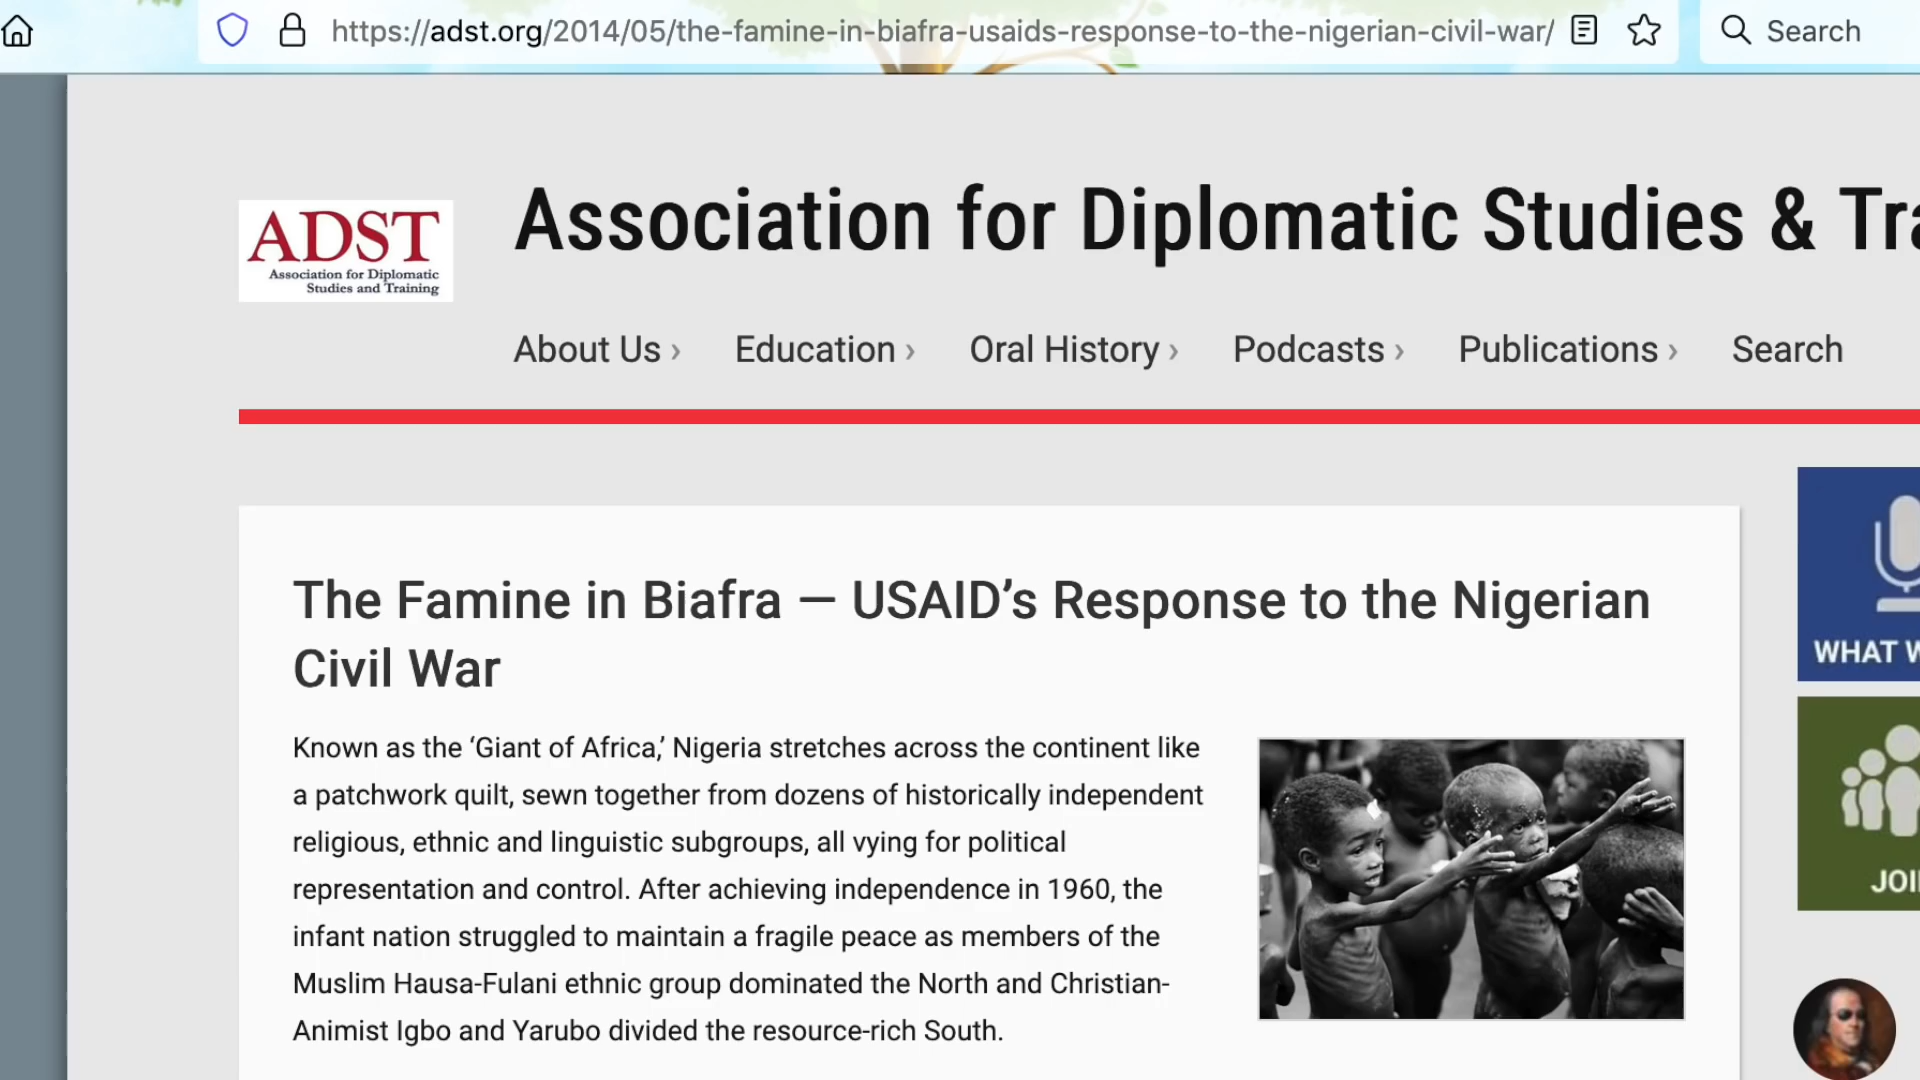 https://adst.org/2014/05/the-famine-in-biafra-usaids-response-to-the-nigerian-civil-war/
Search
ADST
Association for Diplomatic
Studies and Training
Association for Diplomatic Studies & Tra
About Us ›
Education ›
Oral History ›
Podcasts ›
Publications ›
Search
The Famine in Biafra — USAID’s Response to the Nigerian
Civil War
Known as the ‘Giant of Africa,’ Nigeria stretches across the continent like
a patchwork quilt, sewn together from dozens of historically independent
religious, ethnic and linguistic subgroups, all vying for political
representation and control. After achieving independence in 1960, the
infant nation struggled to maintain a fragile peace as members of the
Muslim Hausa-Fulani ethnic group dominated the North and Christian-
Animist Igbo and Yarubo divided the resource-rich South.
WHAT W
JOI